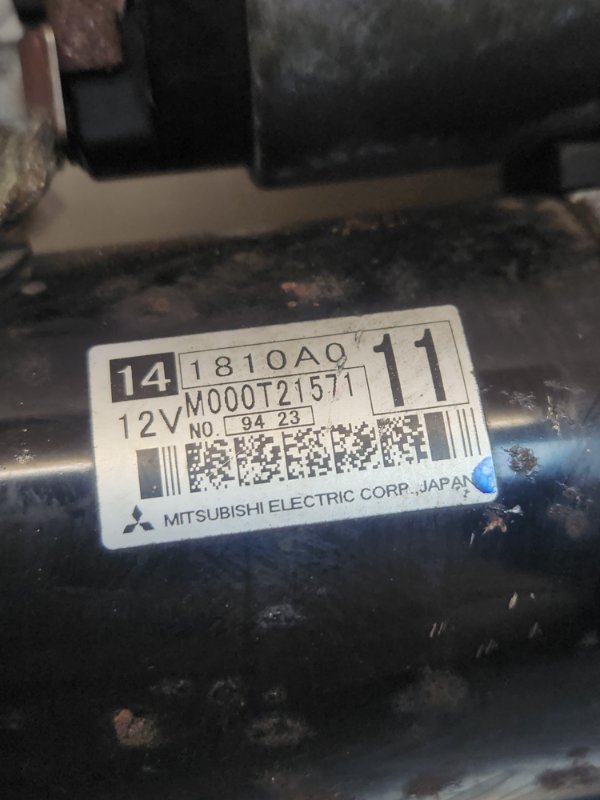 14 1810A0 11
12V M000T21571
NO 94 23
MITSUBISHI ELECTRIC CORP., JAPAN